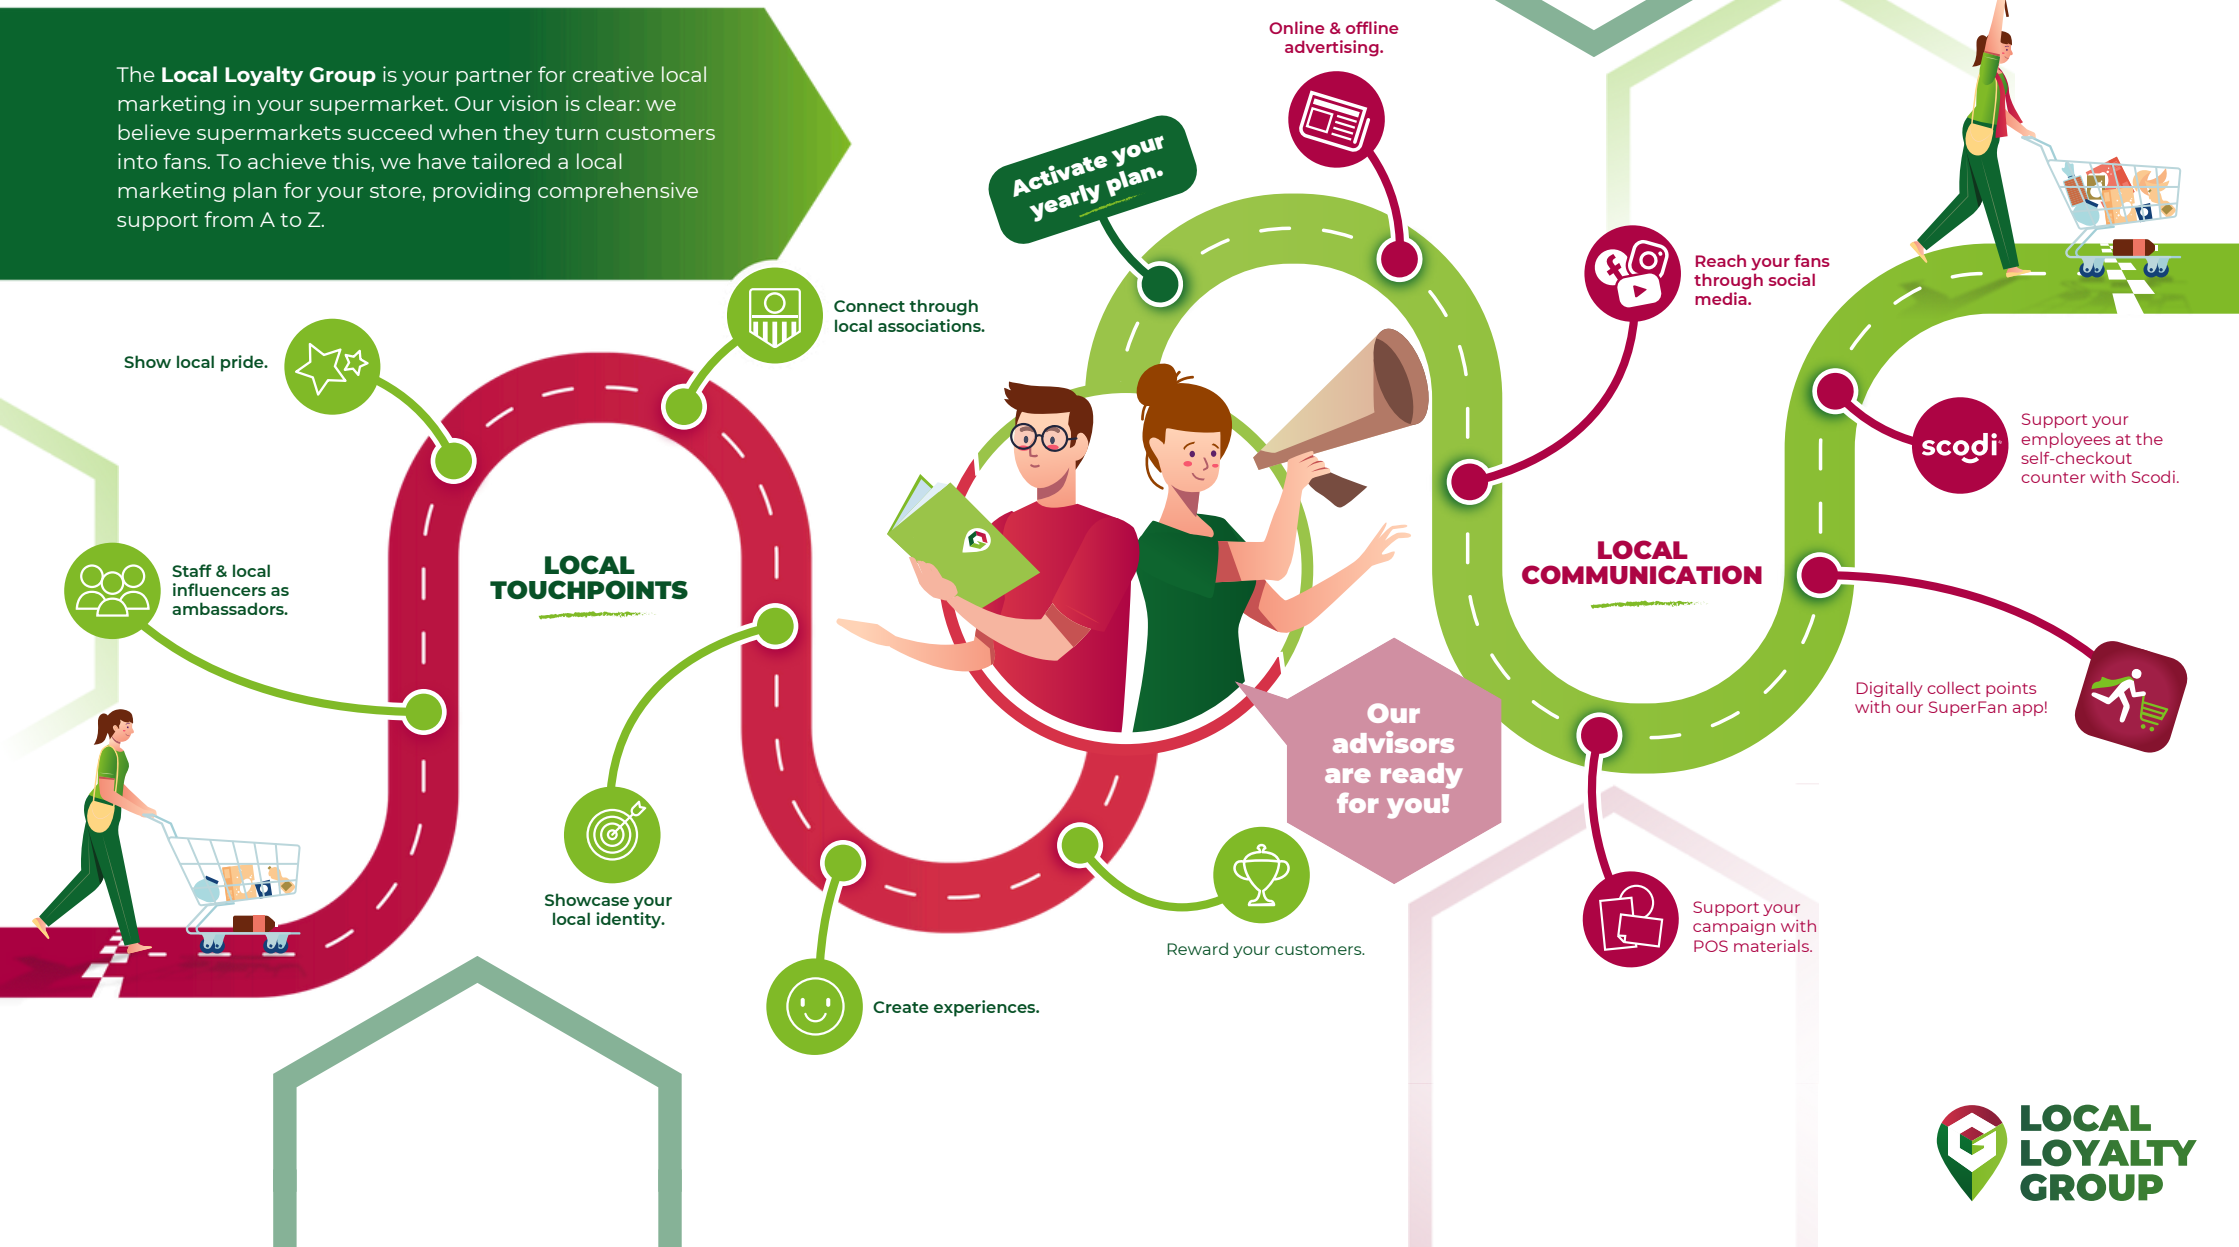 The Local Loyalty Group is your partner for creative local
marketing in your supermarket. Our vision is clear: we
believe supermarkets succeed when they turn customers
into fans. To achieve this, we have tailored a local
marketing plan for your store, providing comprehensive
support from A to Z.
Show local pride.
Connect through
local associations.
Staff & local
influencers as
ambassadors.
LOCAL
TOUCHPOINTS
Showcase your
local identity.
Create experiences.
Reward your customers.
Activate your
yearly plan.
Our
advisors
are ready
for you!
Online & offline
advertising.
Reach your fans
through social
media.
LOCAL
COMMUNICATION
Support your
campaign with
POS materials.
Digitally collect points
with our SuperFan app!
scodi
Support your
employees at the
self-checkout
counter with Scodi.
LOCAL
LOYALTY
GROUP